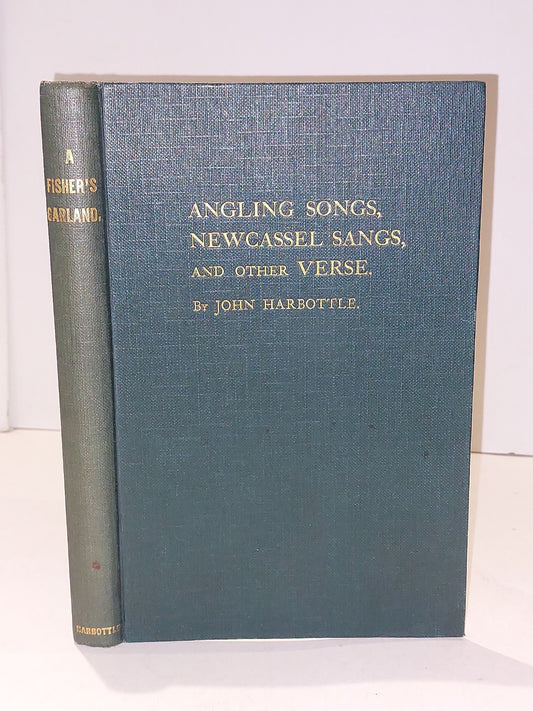 A
FISHER'S
GARLAND.
HARBOTTLE
ANGLING SONGS,
NEWCASSEL SANGS,
AND OTHER VERSE.
By JOHN HARBOTTLE.